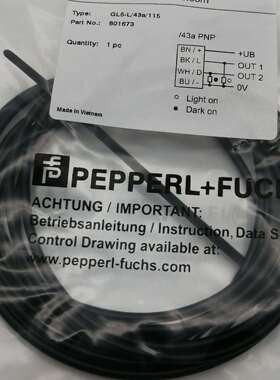 Type: GL5-L/43a/115
Part No.: 801673
Quantity: 1 pc
Made in Vietnam
/43a PNP
BN / +
BK / L
WH / D
BU / -
+UB
OUT 1
OUT 2
0V
Light on
Dark on
PEPPERL+FUCHS
ACHTUNG / IMPORTANT:
Betriebsanleitung / Instruction, Data S
Control Drawing available at:
www.pepperl-fuchs.com